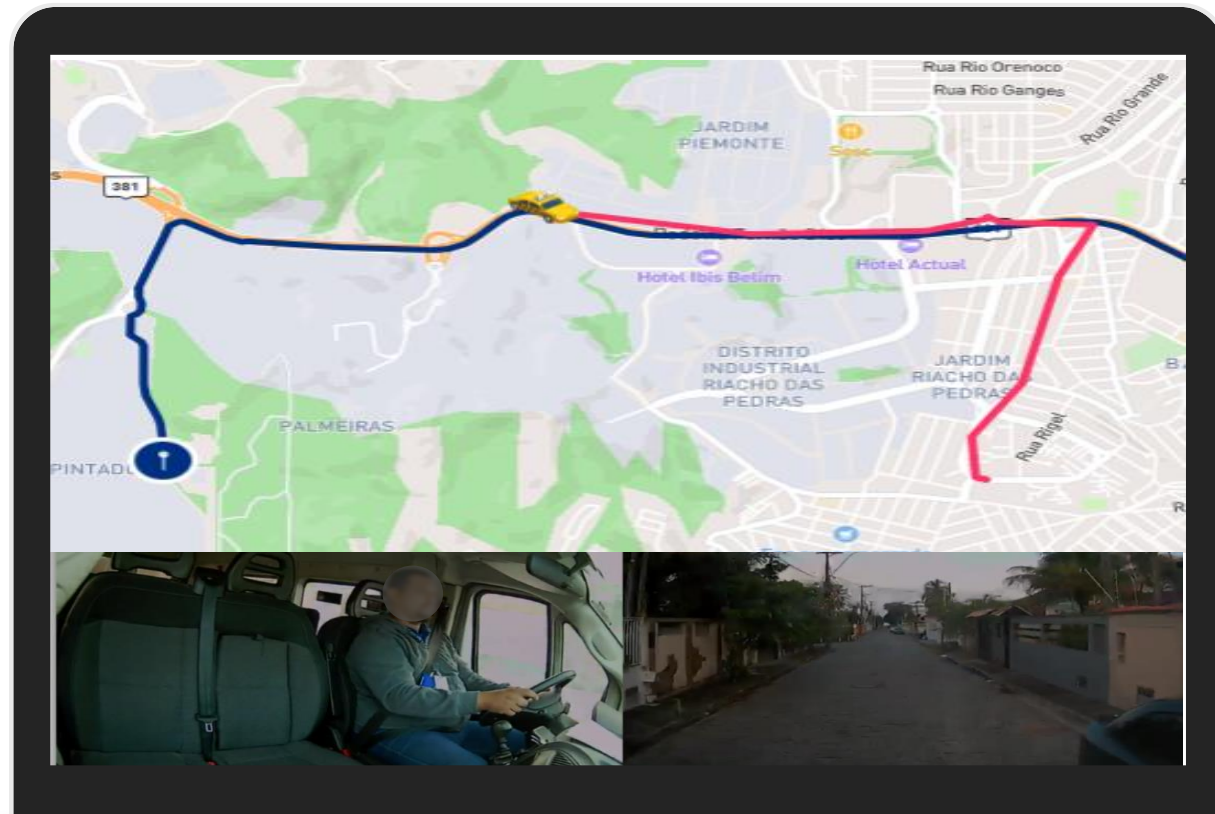 Rua Rio Orenoco
Rua Rio Ganges
Rua Rio Grande
JARDIM
PIEMONTE
Sesc
381
Hotel Ibis Betim
Hotel Actual
DISTRITO
INDUSTRIAL
RIACHO DAS
PEDRAS
JARDIM
RIACHO DAS
PEDRAS
Rua Rigel
PALMEIRAS
PINTADO